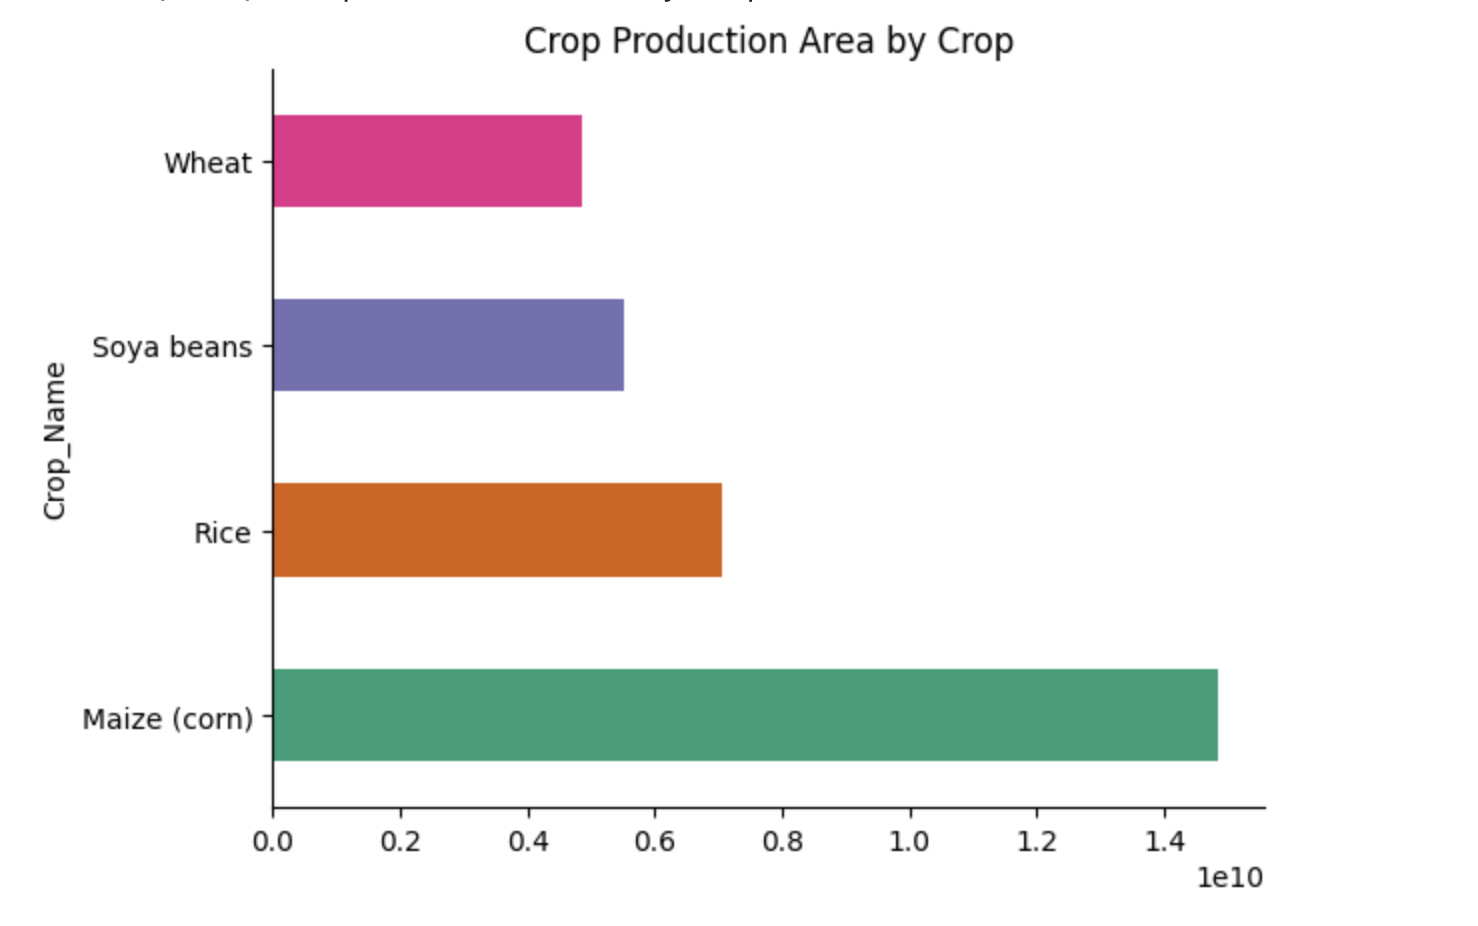 Crop Production Area by Crop
Wheat
Soya beans
Crop_Name
Rice
Maize (corn)
0.0 0.2 0.4 0.6 0.8 1.0 1.2 1.4
1e10